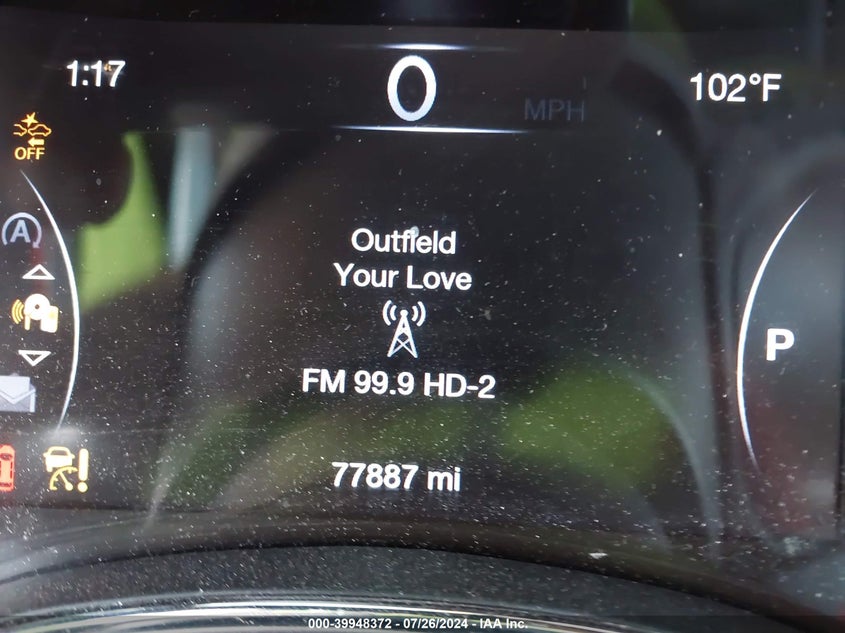 1:17
0
MPH
102°F
OFF
A
Outfield
Your Love
FM 99.9 HD-2
P
77887 mi
000-39948372 - 07/26/2024 - IAA Inc.